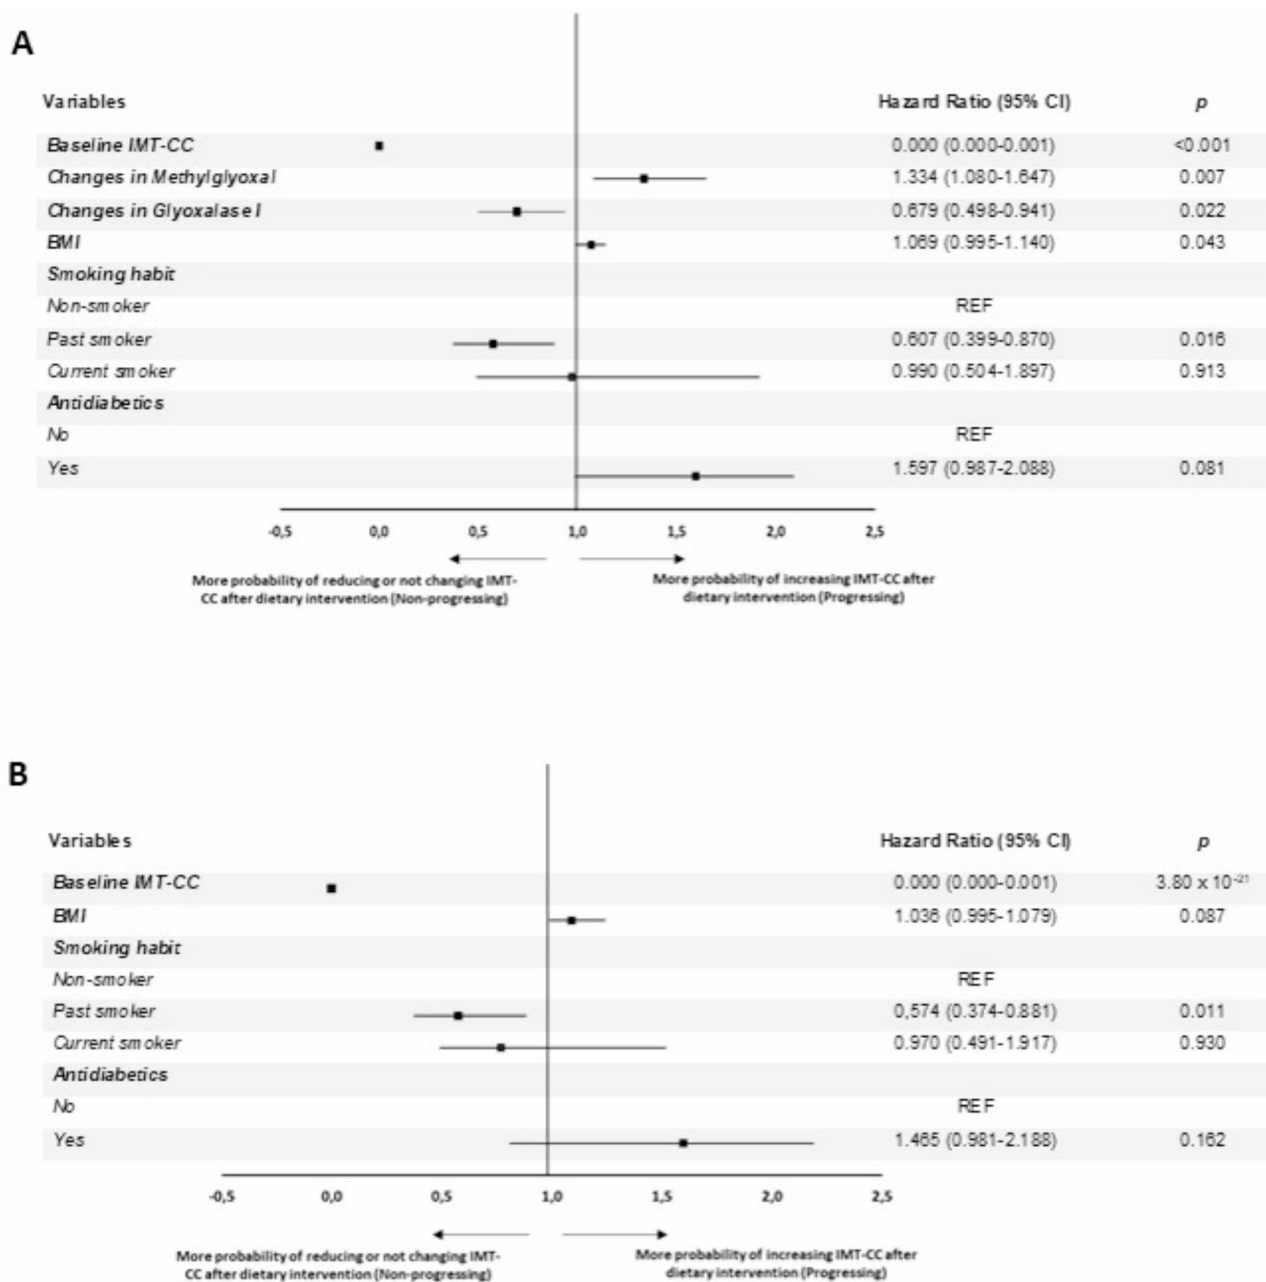 A
Variables Hazard Ratio (95% CI) p
Baseline IMT-CC 0.000 (0.000-0.001) <0.001
Changes in Methylglyoxal 1.334 (1.080-1.647) 0.007
Changes in Glyoxalase I 0.679 (0.498-0.941) 0.022
BMI 1.069 (0.995-1.140) 0.043
Smoking habit
Non-smoker REF
Past smoker 0.607 (0.399-0.870) 0.016
Current smoker 0.990 (0.504-1.897) 0.913
Antidiabetics
No REF
Yes 1.597 (0.987-2.088) 0.081
-0,5 0,0 0,5 1,0 1,5 2,0 2,5
More probability of reducing or not changing IMT-
CC after dietary intervention (Non-progressing)
More probability of increasing IMT-CC after
dietary intervention (Progressing)
B
Variables Hazard Ratio (95% CI) p
Baseline IMT-CC 0.000 (0.000-0.001) 3.80 x 10⁻²¹
BMI 1.036 (0.995-1.079) 0.087
Smoking habit
Non-smoker REF
Past smoker 0,574 (0.374-0.881) 0.011
Current smoker 0.970 (0.491-1.917) 0.930
Antidiabetics
No REF
Yes 1.465 (0.981-2.188) 0.162
-0,5 0,0 0,5 1,0 1,5 2,0 2,5
More probability of reducing or not changing IMT-
CC after dietary intervention (Non-progressing)
More probability of increasing IMT-CC after
dietary intervention (Progressing)